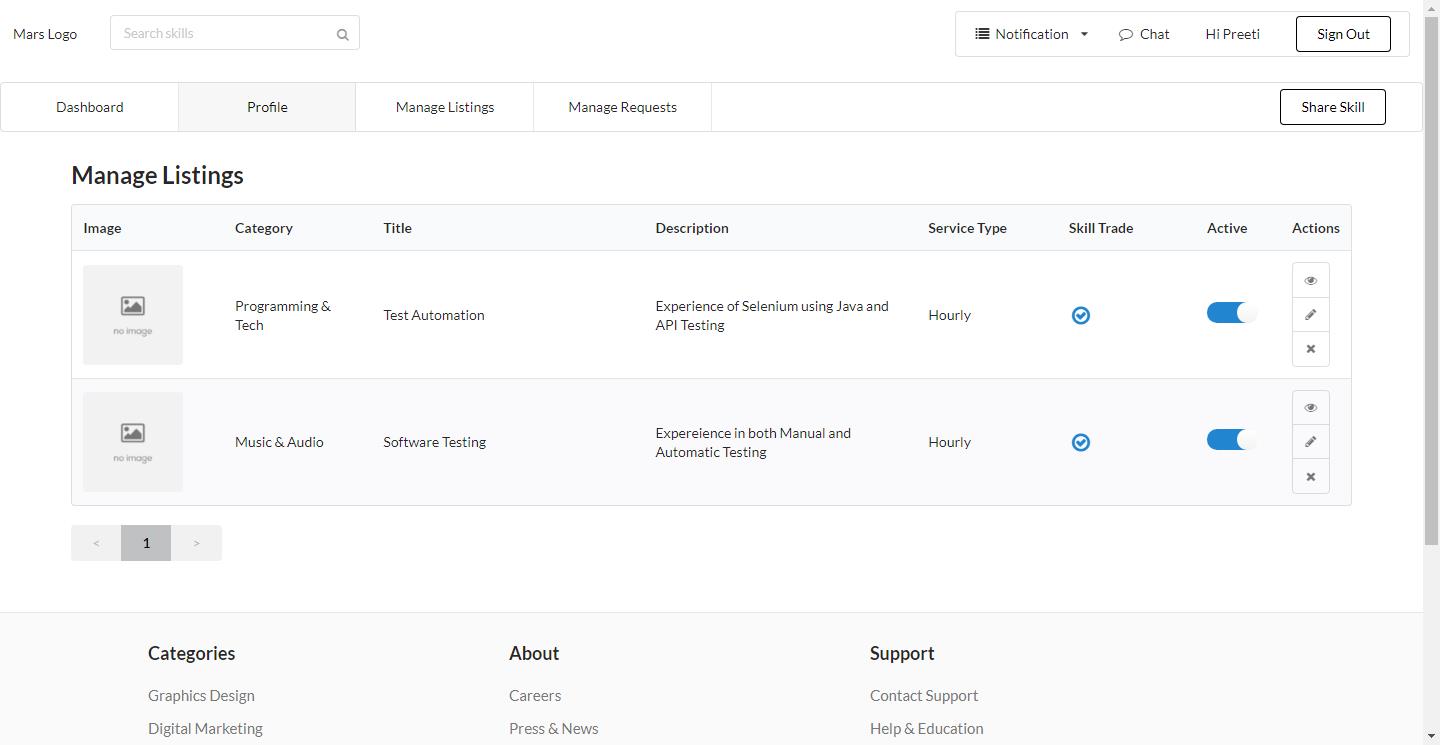 Mars Logo
Search skills
Notification
Chat
Hi Preeti
Sign Out
Dashboard
Profile
Manage Listings
Manage Requests
Share Skill
Manage Listings
Image
Category
Title
Description
Service Type
Skill Trade
Active
Actions
no image
Programming &
Tech
Test Automation
Experience of Selenium using Java and
API Testing
Hourly
no image
Music & Audio
Software Testing
Expereience in both Manual and
Automatic Testing
Hourly
< 1 >
Categories
About
Support
Graphics Design
Careers
Contact Support
Digital Marketing
Press & News
Help & Education